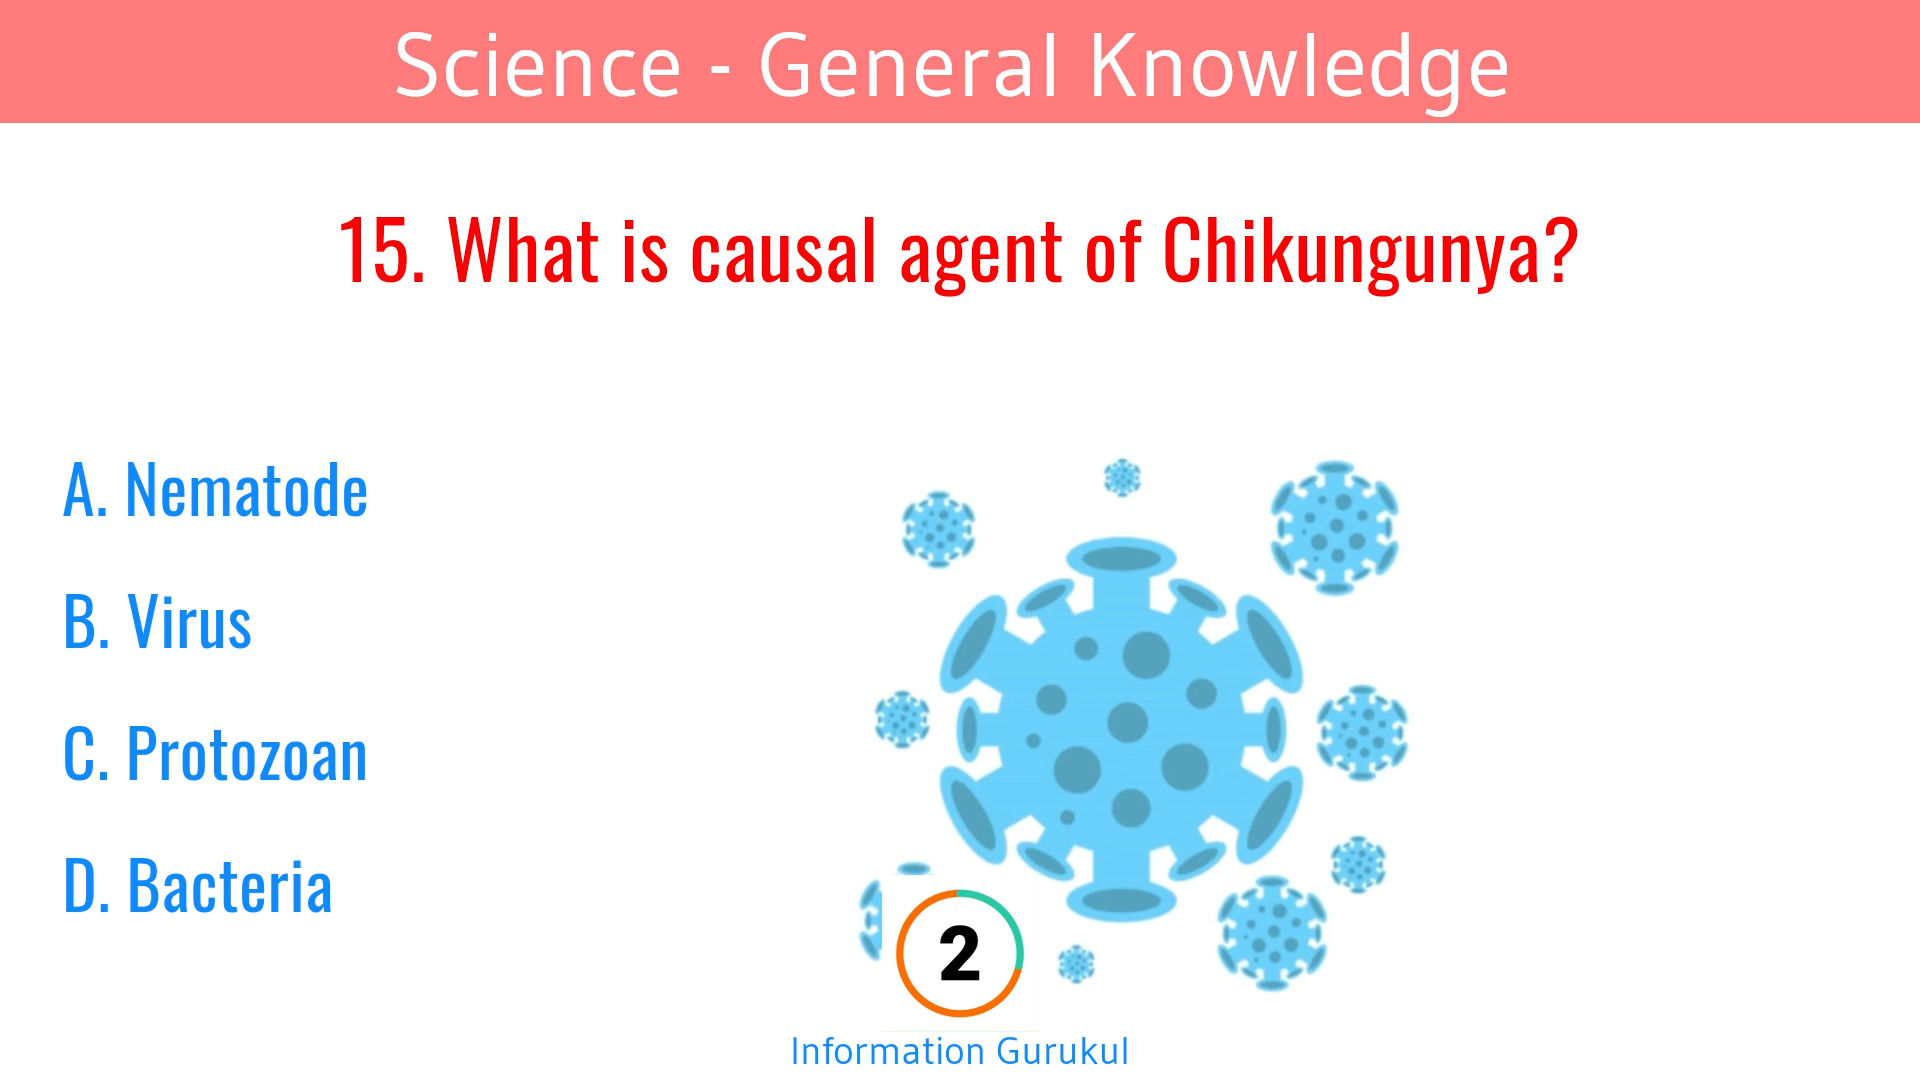 Science - General Knowledge
15. What is causal agent of Chikungunya?
A. Nematode
B. Virus
C. Protozoan
D. Bacteria
2
Information Gurukul